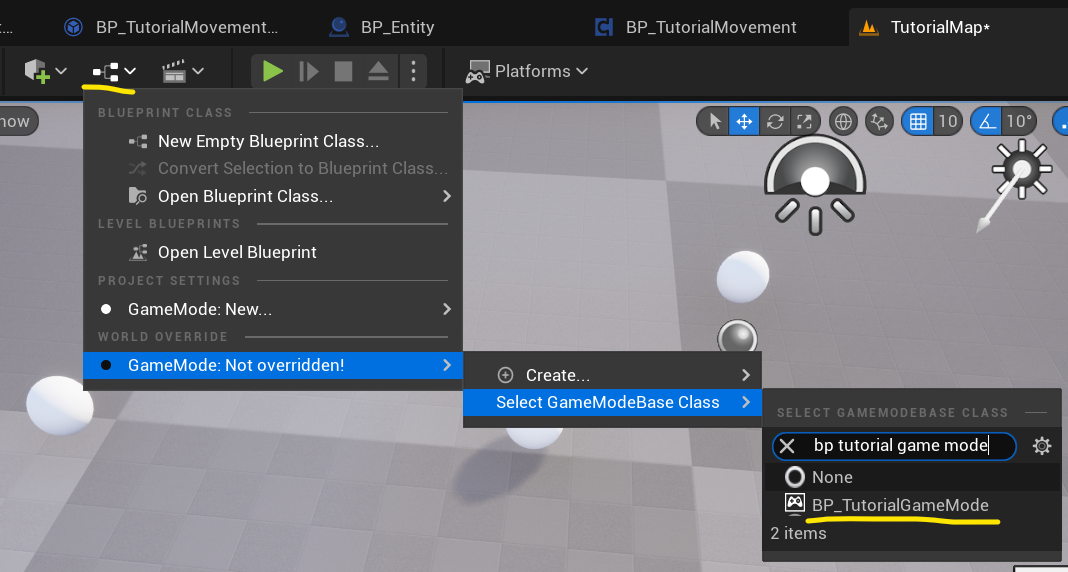 BP_TutorialMovement...
BP_Entity
BP_TutorialMovement
TutorialMap*
Platforms
BLUEPRINT CLASS
10
10°
New Empty Blueprint Class...
Convert Selection to Blueprint Class...
Open Blueprint Class...
LEVEL BLUEPRINTS
Open Level Blueprint
PROJECT SETTINGS
GameMode: New...
WORLD OVERRIDE
GameMode: Not overridden!
Create...
Select GameModeBase Class
SELECT GAMEMODEBASE CLASS
bp tutorial game mode
None
BP_TutorialGameMode
2 items